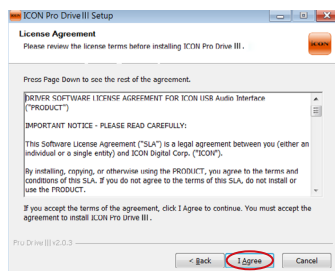 ICON Pro Drive III Setup
License Agreement
Please review the license terms before installing ICON Pro Drive III.
ICON
Press Page Down to see the rest of the agreement.
DRIVER SOFTWARE LICENSE AGREEMENT FOR ICON USB Audio Interface
("PRODUCT")
IMPORTANT NOTICE - PLEASE READ CAREFULLY:
This Software License Agreement ("SLA") is a legal agreement between you (either an
individual or a single entity) and ICON Digital Corp. ("ICON").
By installing, copying, or otherwise using the PRODUCT, you agree to the terms and
conditions of this SLA. If you do not agree to the terms of this SLA, do not install or
use the PRODUCT.
If you accept the terms of the agreement, click I Agree to continue. You must accept the
agreement to install ICON Pro Drive III.
Pro Drive III v2.0.3
< Back
I Agree
Cancel